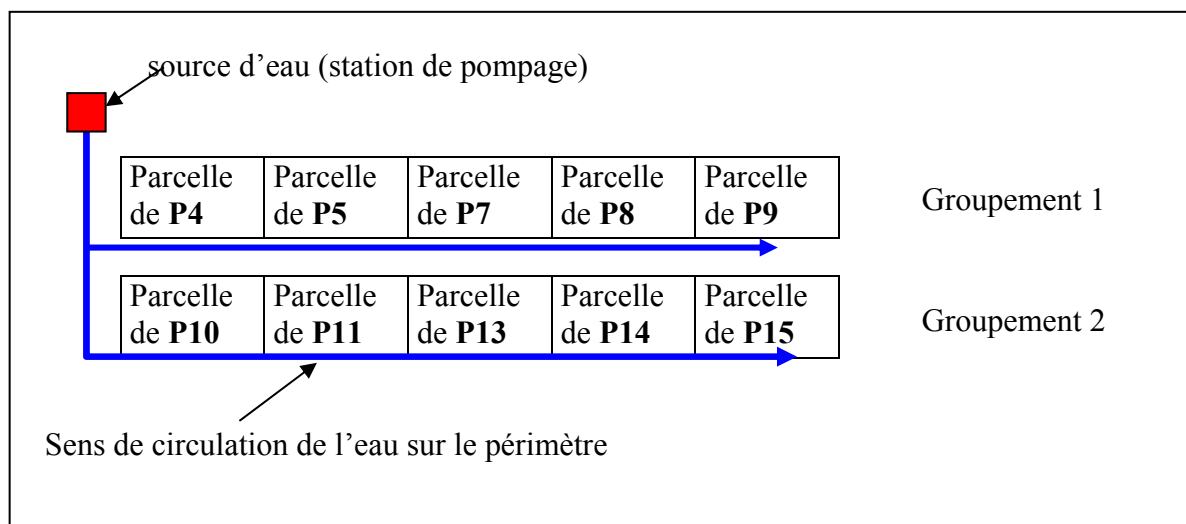 source d'eau (station de pompage)
Parcelle de P4
Parcelle de P5
Parcelle de P7
Parcelle de P8
Parcelle de P9
Groupement 1
Parcelle de P10
Parcelle de P11
Parcelle de P13
Parcelle de P14
Parcelle de P15
Groupement 2
Sens de circulation de l'eau sur le périmètre